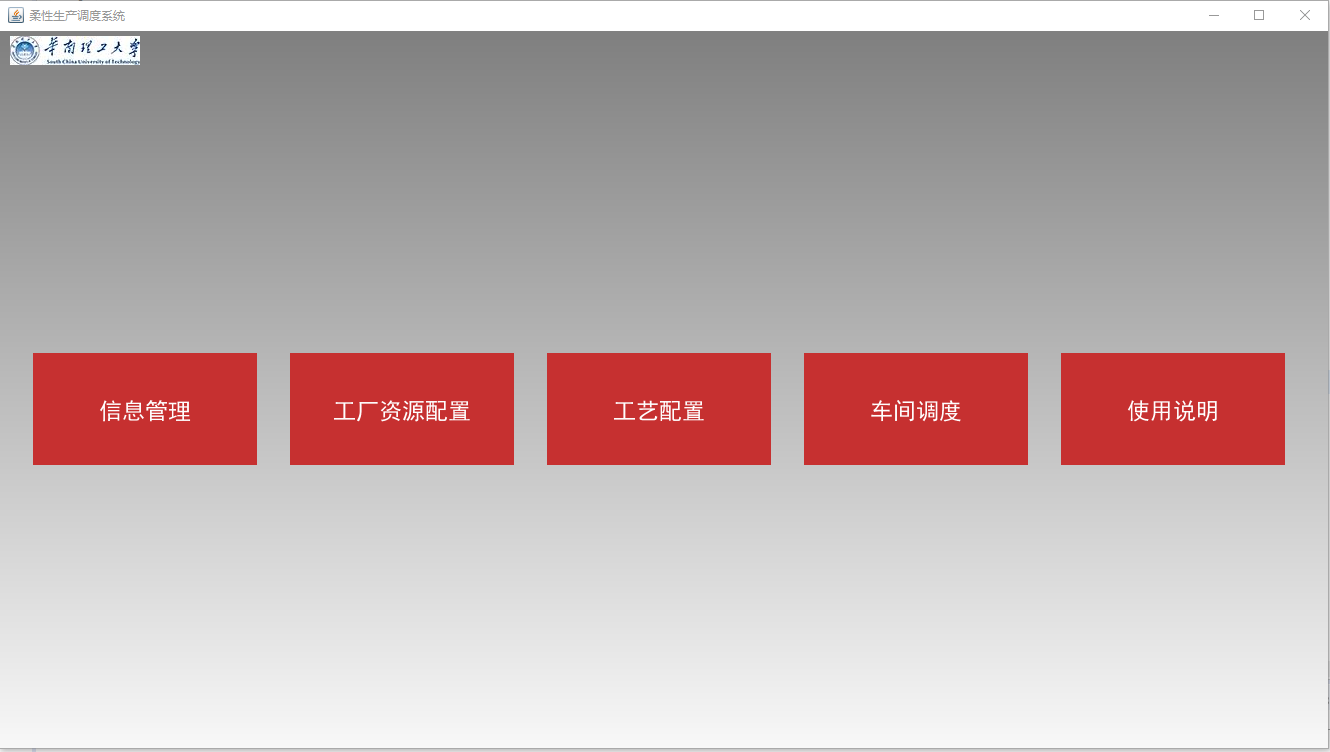 柔性生产调度系统
华南理工大学
South China University of Technology
信息管理
工厂资源配置
工艺配置
车间调度
使用说明